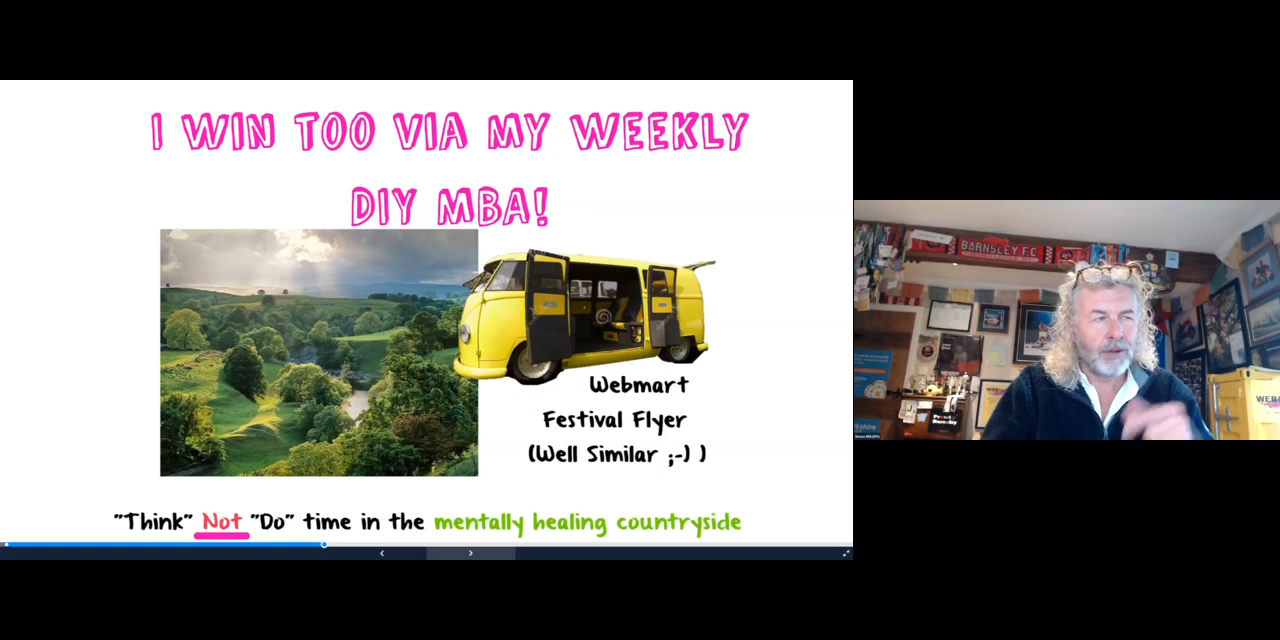 I WIN TOO VIA MY WEEKLY
DIY MBA!
Webmart
Festival Flyer
(Well Similar ;-) )
"Think" Not "Do" time in the mentally healing countryside
BARNSLEY F.C.